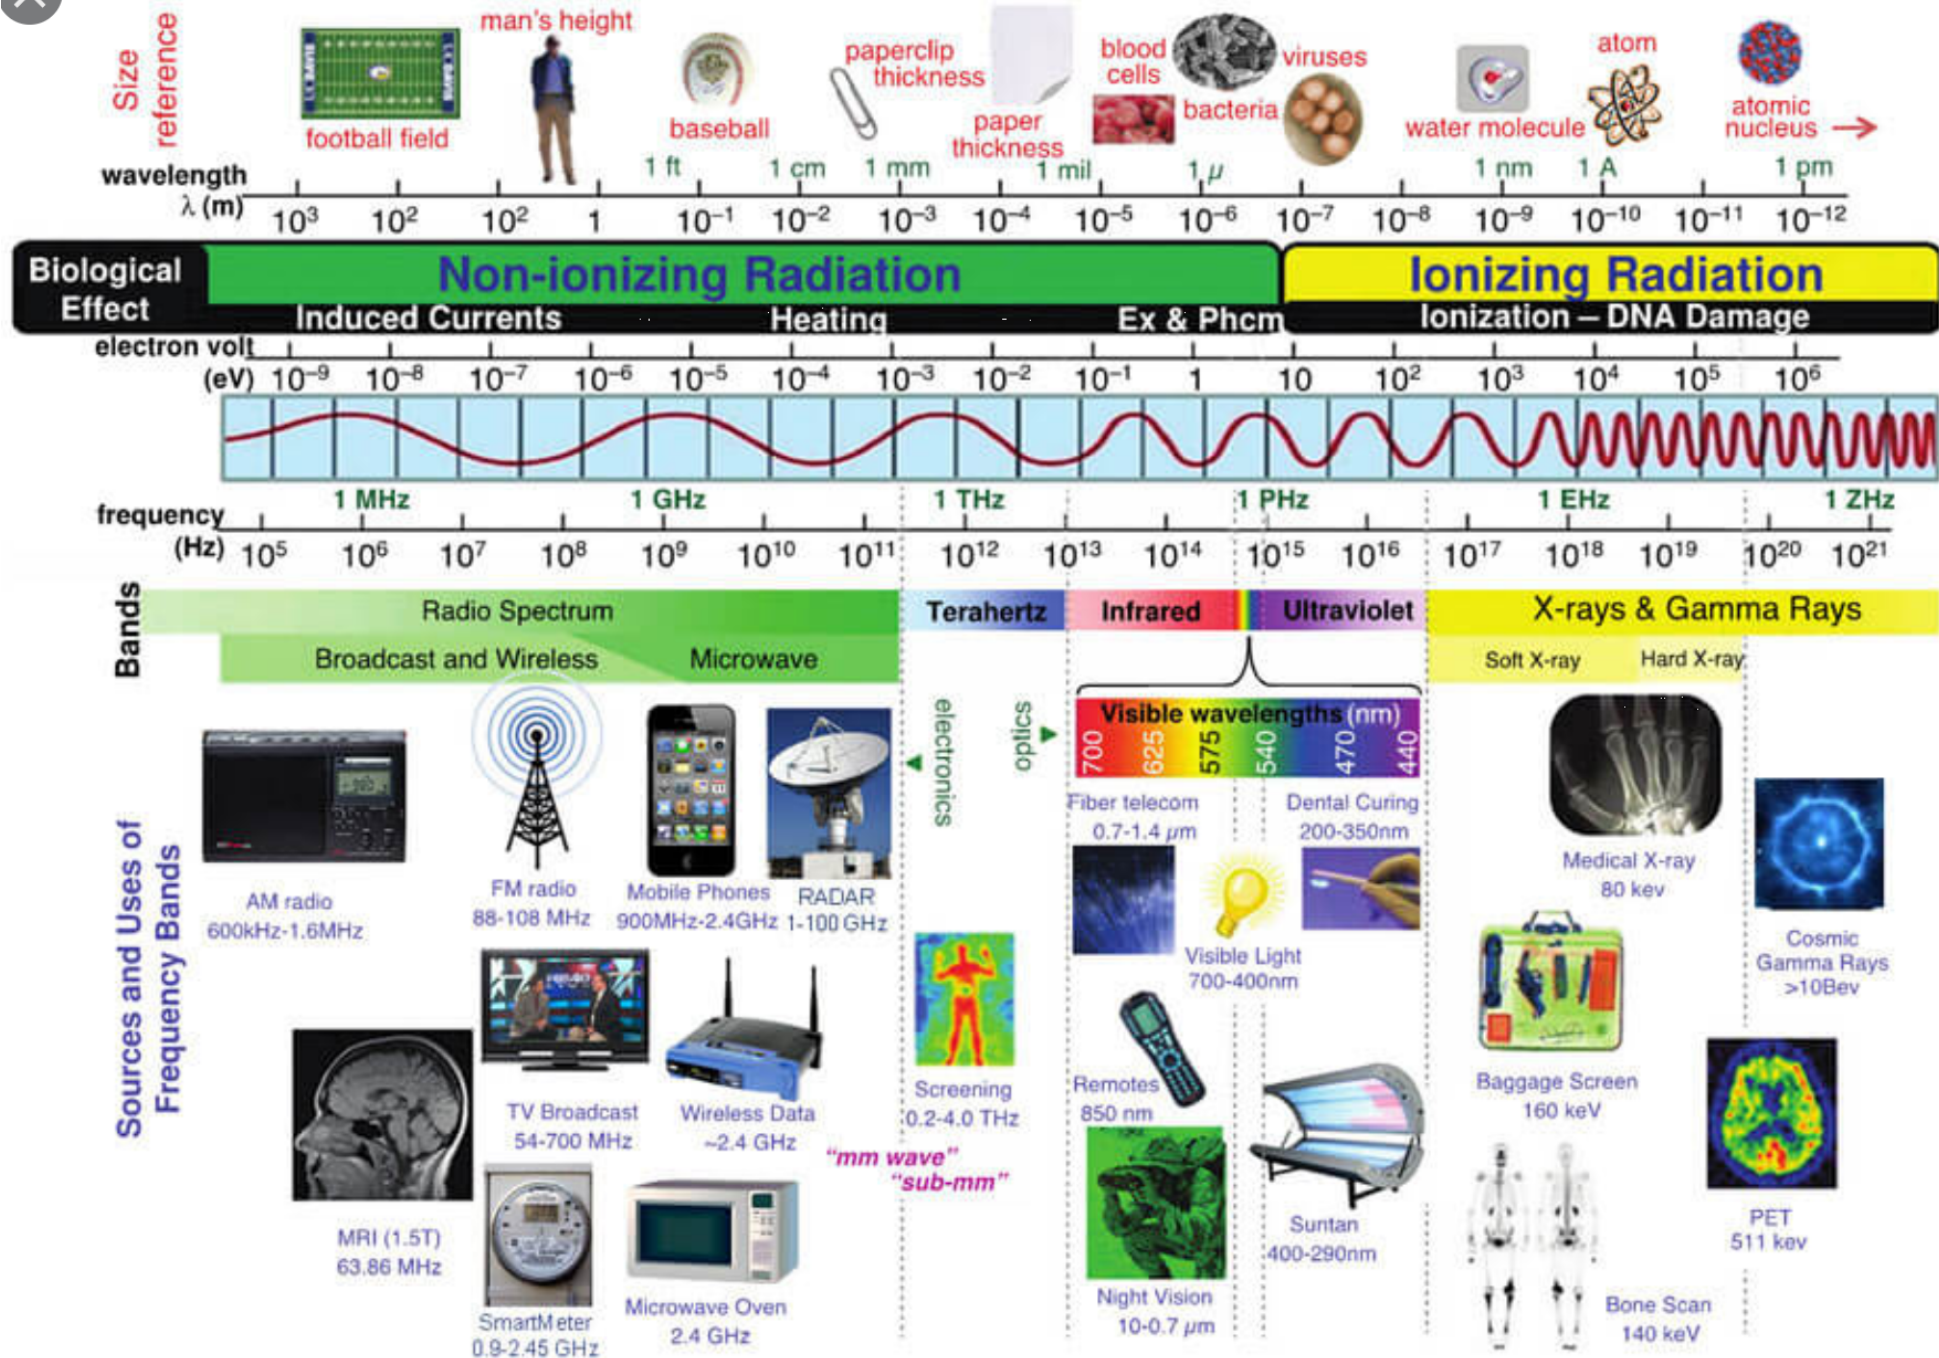 Size
reference
football field
man's height
baseball
paperclip
thickness
paper
thickness
blood
cells
bacteria
viruses
water molecule
atom
atomic
nucleus
1 ft
1 cm
1 mm
1 mil
1 µ
1 nm
1 A
1 pm
wavelength
λ (m)
10³ 10² 10² 1 10⁻¹ 10⁻² 10⁻³ 10⁻⁴ 10⁻⁵ 10⁻⁶ 10⁻⁷ 10⁻⁸ 10⁻⁹ 10⁻¹⁰ 10⁻¹¹ 10⁻¹²
Biological
Effect
Non-ionizing Radiation
Ionizing Radiation
Induced Currents
Heating
Ex & Phcm
Ionization – DNA Damage
electron volt
(eV) 10⁻⁹ 10⁻⁸ 10⁻⁷ 10⁻⁶ 10⁻⁵ 10⁻⁴ 10⁻³ 10⁻² 10⁻¹ 1 10 10² 10³ 10⁴ 10⁵ 10⁶
1 MHz 1 GHz 1 THz 1 PHz 1 EHz 1 ZHz
frequency
(Hz) 10⁵ 10⁶ 10⁷ 10⁸ 10⁹ 10¹⁰ 10¹¹ 10¹² 10¹³ 10¹⁴ 10¹⁵ 10¹⁶ 10¹⁷ 10¹⁸ 10¹⁹ 10²⁰ 10²¹
Bands
Radio Spectrum
Terahertz
Infrared
Ultraviolet
X-rays & Gamma Rays
Broadcast and Wireless
Microwave
Soft X-ray
Hard X-ray
electronics
optics
Visible wavelengths (nm)
700 625 575 540 470 440
Sources and Uses of
Frequency Bands
AM radio
600kHz-1.6MHz
FM radio
88-108 MHz
Mobile Phones
900MHz-2.4GHz
RADAR
1-100 GHz
Fiber telecom
0.7-1.4 µm
Dental Curing
200-350nm
Visible Light
700-400nm
Medical X-ray
80 kev
Cosmic
Gamma Rays
>10Bev
TV Broadcast
54-700 MHz
Wireless Data
~2.4 GHz
Screening
0.2-4.0 THz
"mm wave"
"sub-mm"
Remotes
850 nm
Baggage Screen
160 keV
MRI (1.5T)
63.86 MHz
SmartMeter
0.9-2.45 GHz
Microwave Oven
2.4 GHz
Night Vision
10-0.7 µm
Suntan
400-290nm
Bone Scan
140 keV
PET
511 kev